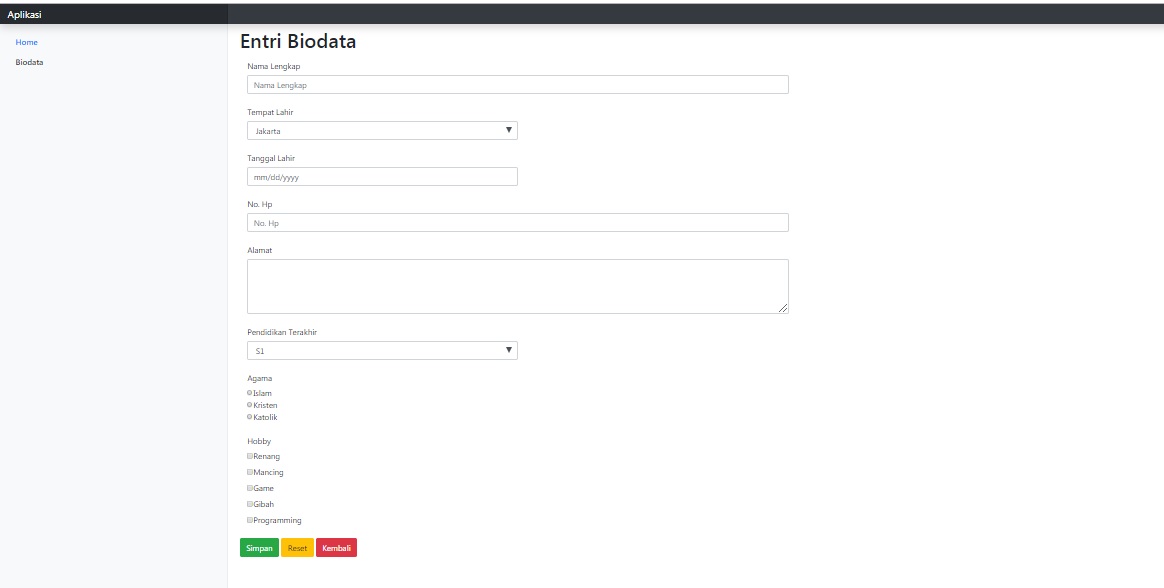 Aplikasi
Home
Biodata
Entri Biodata
Nama Lengkap
Nama Lengkap
Tempat Lahir
Jakarta
Tanggal Lahir
mm/dd/yyyy
No. Hp
No. Hp
Alamat
Pendidikan Terakhir
S1
Agama
Islam
Kristen
Katolik
Hobby
Renang
Mancing
Game
Gibah
Programming
Simpan Reset Kembali